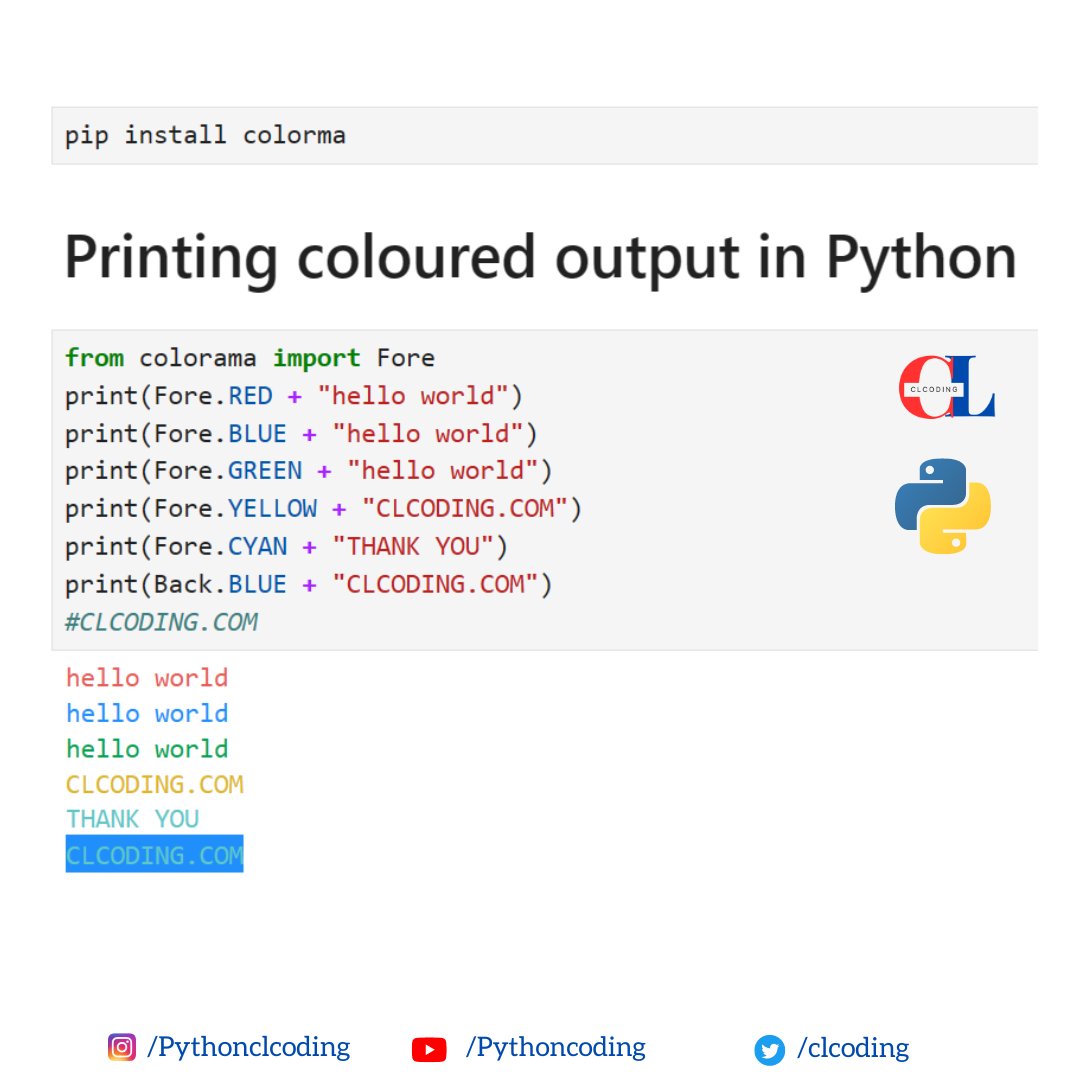 pip install colorma
Printing coloured output in Python
from colorama import Fore
print(Fore.RED + "hello world")
print(Fore.BLUE + "hello world")
print(Fore.GREEN + "hello world")
print(Fore.YELLOW + "CLCODING.COM")
print(Fore.CYAN + "THANK YOU")
print(Back.BLUE + "CLCODING.COM")
#CLCODING.COM
CL
CLCODING
hello world
hello world
hello world
CLCODING.COM
THANK YOU
CLCODING.COM
/Pythonclcoding
/Pythoncoding
/clcoding